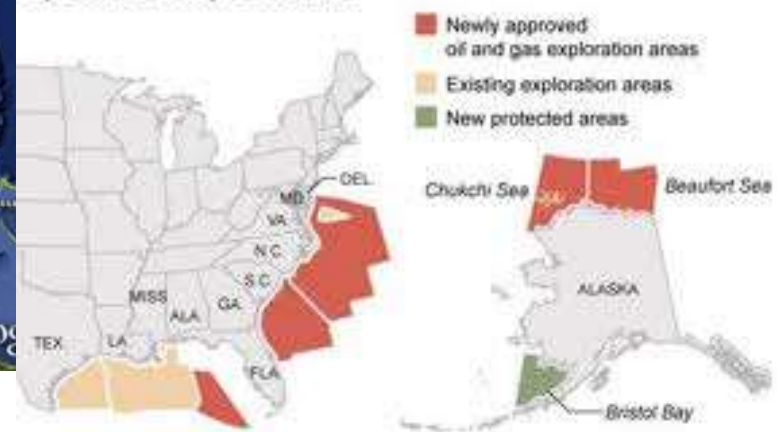 Newly approved
oil and gas exploration areas
Existing exploration areas
New protected areas
DEL
MD
VA
N C
S C
MISS
ALA
GA
TEX
LA
FLA
Chukchi Sea
Beaufort Sea
ALASKA
Bristol Bay